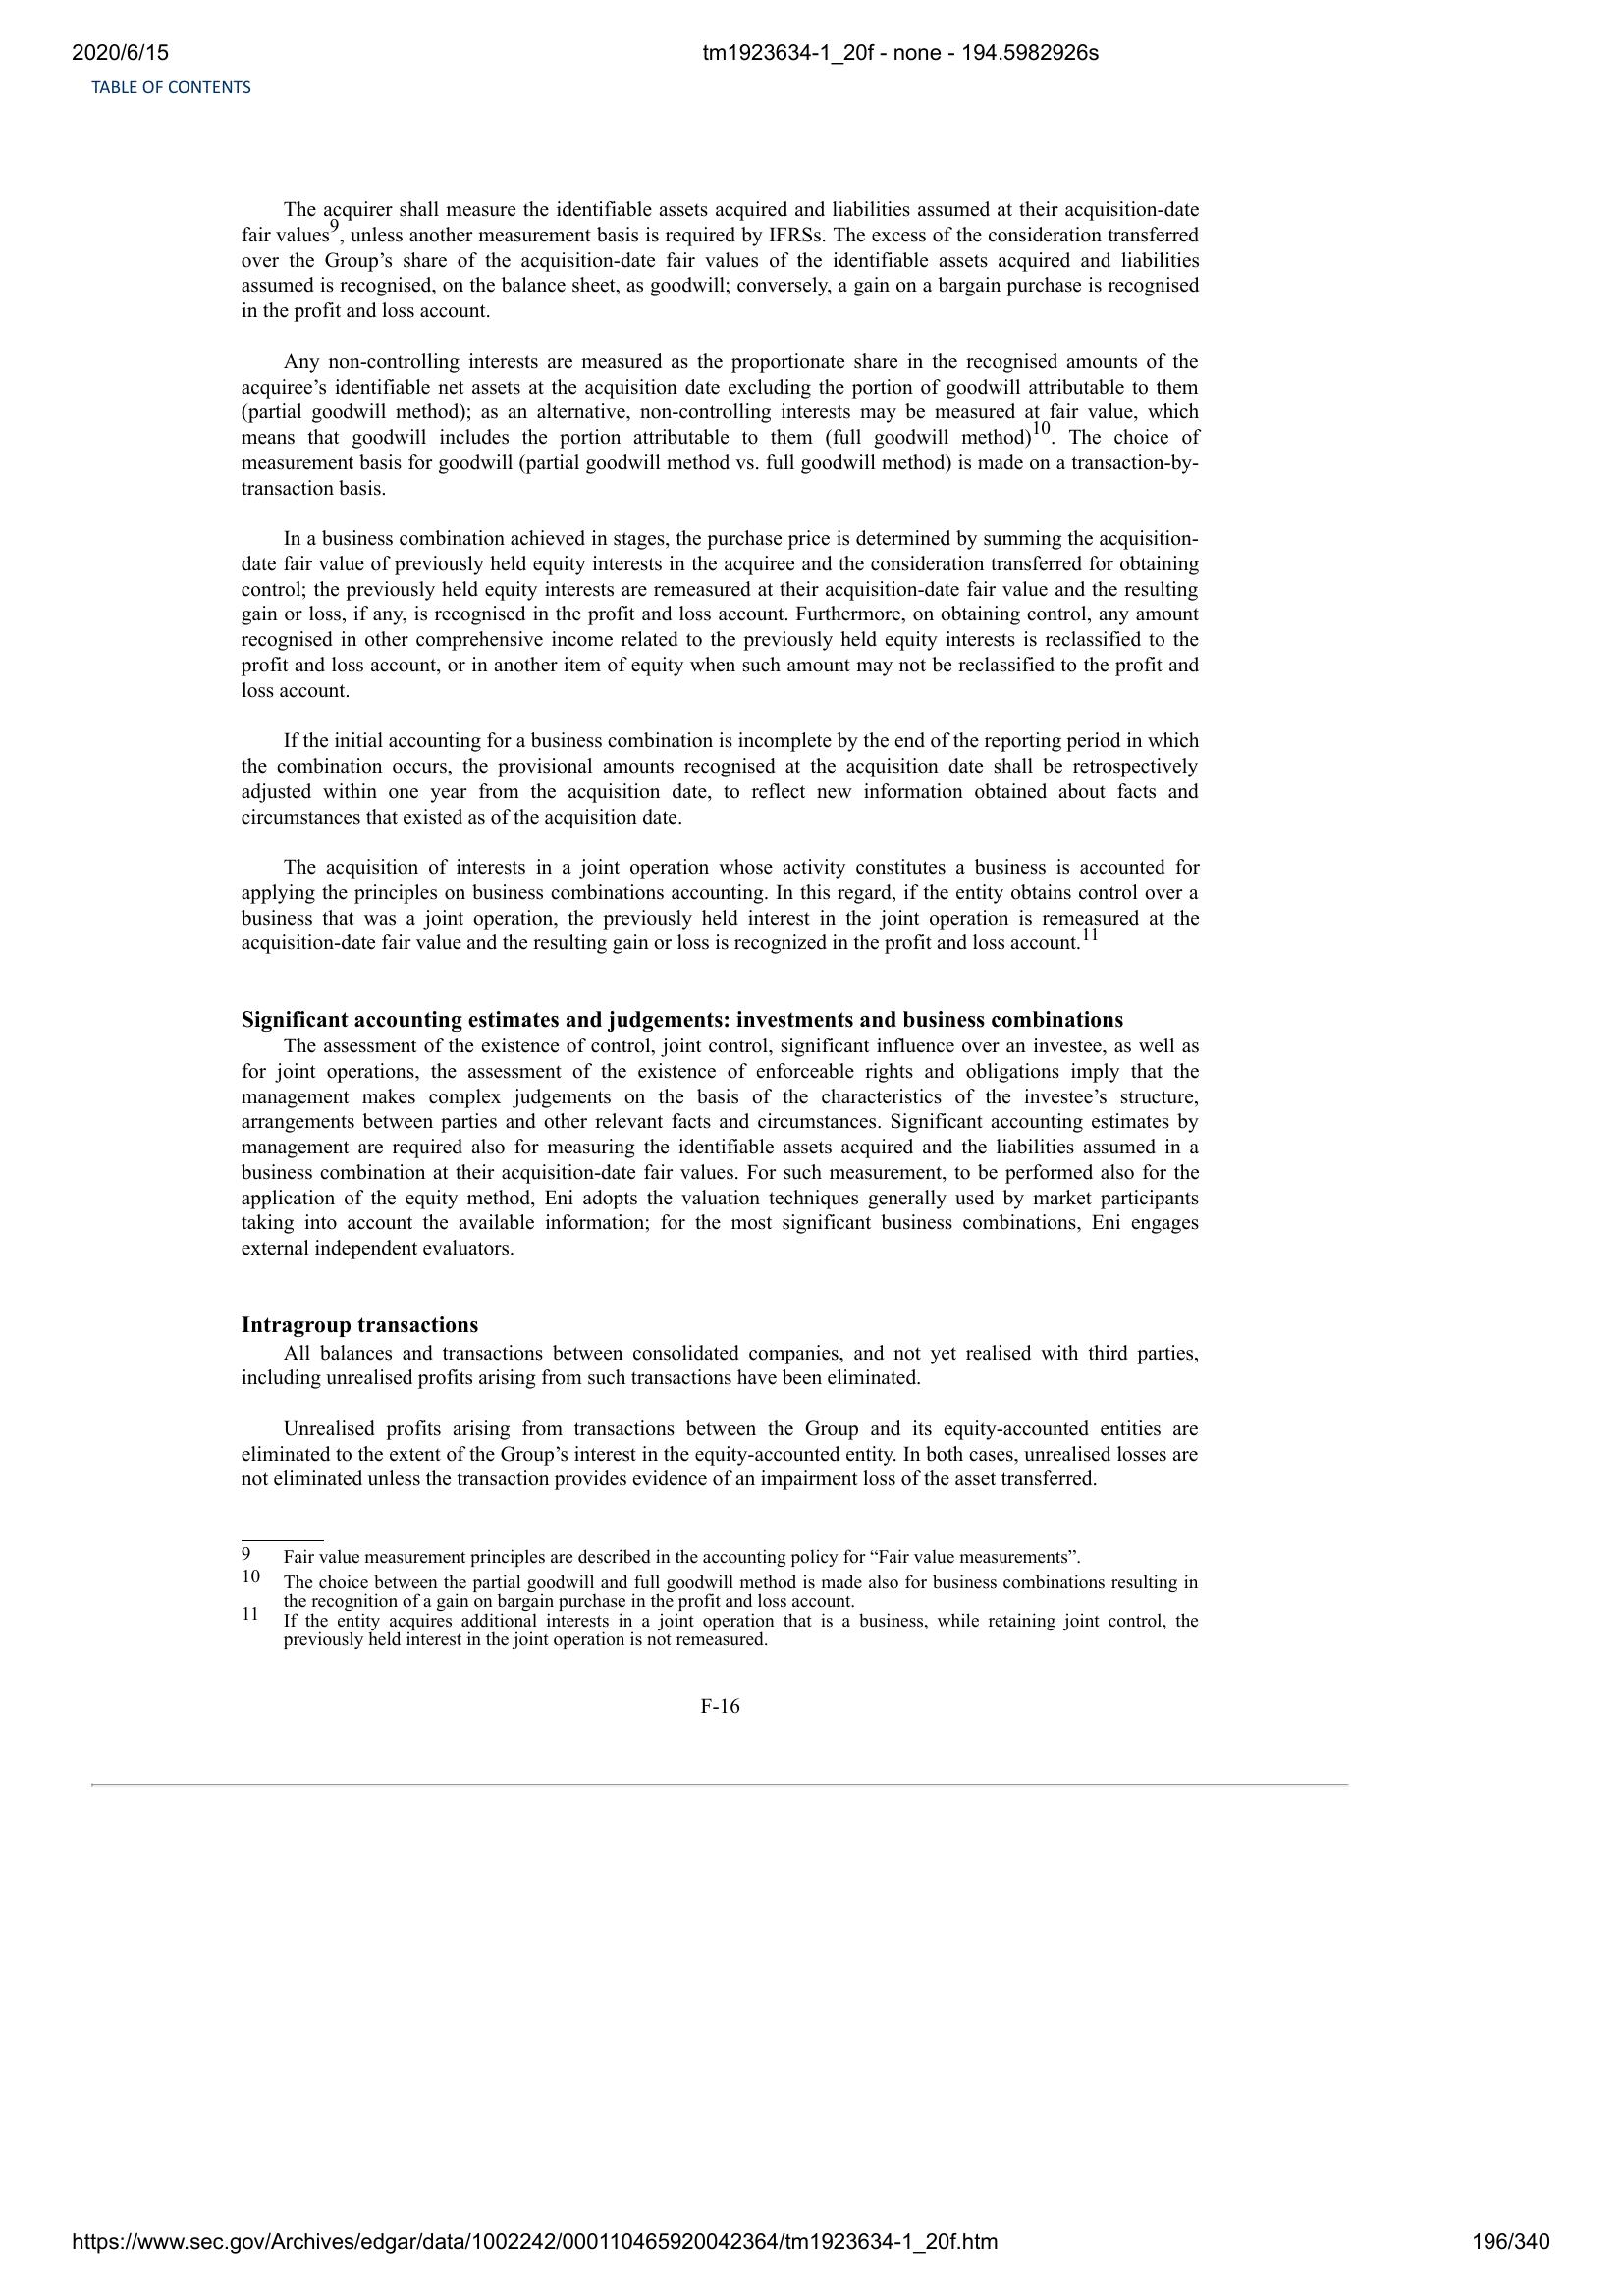 2020/6/15 tm1923634-1_20f - none - 194.5982926s
TABLE OF CONTENTS
The acquirer shall measure the identifiable assets acquired and liabilities assumed at their acquisition-date
fair values9, unless another measurement basis is required by IFRSs. The excess of the consideration transferred
over the Group’s share of the acquisition-date fair values of the identifiable assets acquired and liabilities
assumed is recognised, on the balance sheet, as goodwill; conversely, a gain on a bargain purchase is recognised
in the profit and loss account.
Any non-controlling interests are measured as the proportionate share in the recognised amounts of the
acquiree’s identifiable net assets at the acquisition date excluding the portion of goodwill attributable to them
(partial goodwill method); as an alternative, non-controlling interests may be measured at fair value, which
means that goodwill includes the portion attributable to them (full goodwill method)10. The choice of
measurement basis for goodwill (partial goodwill method vs. full goodwill method) is made on a transaction-by-
transaction basis.
In a business combination achieved in stages, the purchase price is determined by summing the acquisition-
date fair value of previously held equity interests in the acquiree and the consideration transferred for obtaining
control; the previously held equity interests are remeasured at their acquisition-date fair value and the resulting
gain or loss, if any, is recognised in the profit and loss account. Furthermore, on obtaining control, any amount
recognised in other comprehensive income related to the previously held equity interests is reclassified to the
profit and loss account, or in another item of equity when such amount may not be reclassified to the profit and
loss account.
If the initial accounting for a business combination is incomplete by the end of the reporting period in which
the combination occurs, the provisional amounts recognised at the acquisition date shall be retrospectively
adjusted within one year from the acquisition date, to reflect new information obtained about facts and
circumstances that existed as of the acquisition date.
The acquisition of interests in a joint operation whose activity constitutes a business is accounted for
applying the principles on business combinations accounting. In this regard, if the entity obtains control over a
business that was a joint operation, the previously held interest in the joint operation is remeasured at the
acquisition-date fair value and the resulting gain or loss is recognized in the profit and loss account.11
Significant accounting estimates and judgements: investments and business combinations
The assessment of the existence of control, joint control, significant influence over an investee, as well as
for joint operations, the assessment of the existence of enforceable rights and obligations imply that the
management makes complex judgements on the basis of the characteristics of the investee’s structure,
arrangements between parties and other relevant facts and circumstances. Significant accounting estimates by
management are required also for measuring the identifiable assets acquired and the liabilities assumed in a
business combination at their acquisition-date fair values. For such measurement, to be performed also for the
application of the equity method, Eni adopts the valuation techniques generally used by market participants
taking into account the available information; for the most significant business combinations, Eni engages
external independent evaluators.
Intragroup transactions
All balances and transactions between consolidated companies, and not yet realised with third parties,
including unrealised profits arising from such transactions have been eliminated.
Unrealised profits arising from transactions between the Group and its equity-accounted entities are
eliminated to the extent of the Group’s interest in the equity-accounted entity. In both cases, unrealised losses are
not eliminated unless the transaction provides evidence of an impairment loss of the asset transferred.
9 Fair value measurement principles are described in the accounting policy for “Fair value measurements”.
10 The choice between the partial goodwill and full goodwill method is made also for business combinations resulting in
the recognition of a gain on bargain purchase in the profit and loss account.
11 If the entity acquires additional interests in a joint operation that is a business, while retaining joint control, the
previously held interest in the joint operation is not remeasured.
F-16
https://www.sec.gov/Archives/edgar/data/1002242/000110465920042364/tm1923634-1_20f.htm 196/340